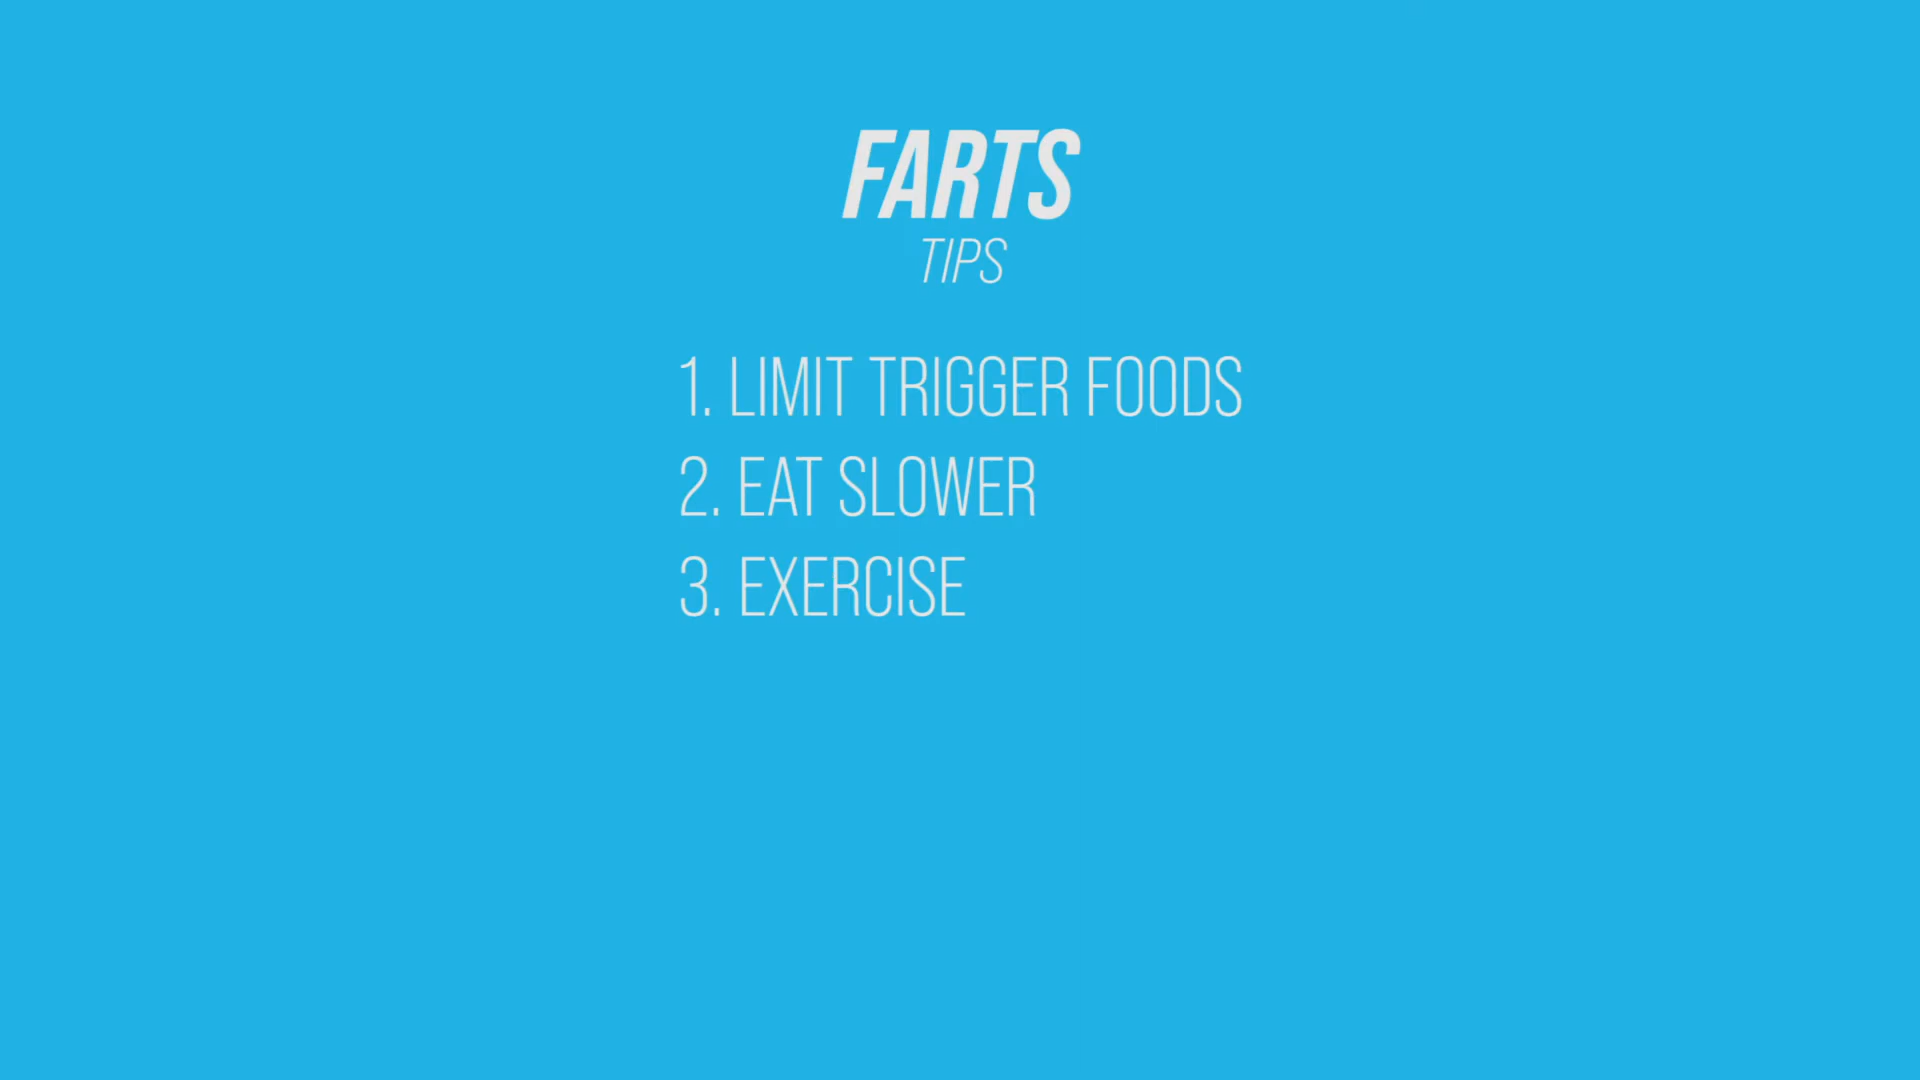 FARTS
TIPS
1. LIMIT TRIGGER FOODS
2. EAT SLOWER
3. EXERCISE